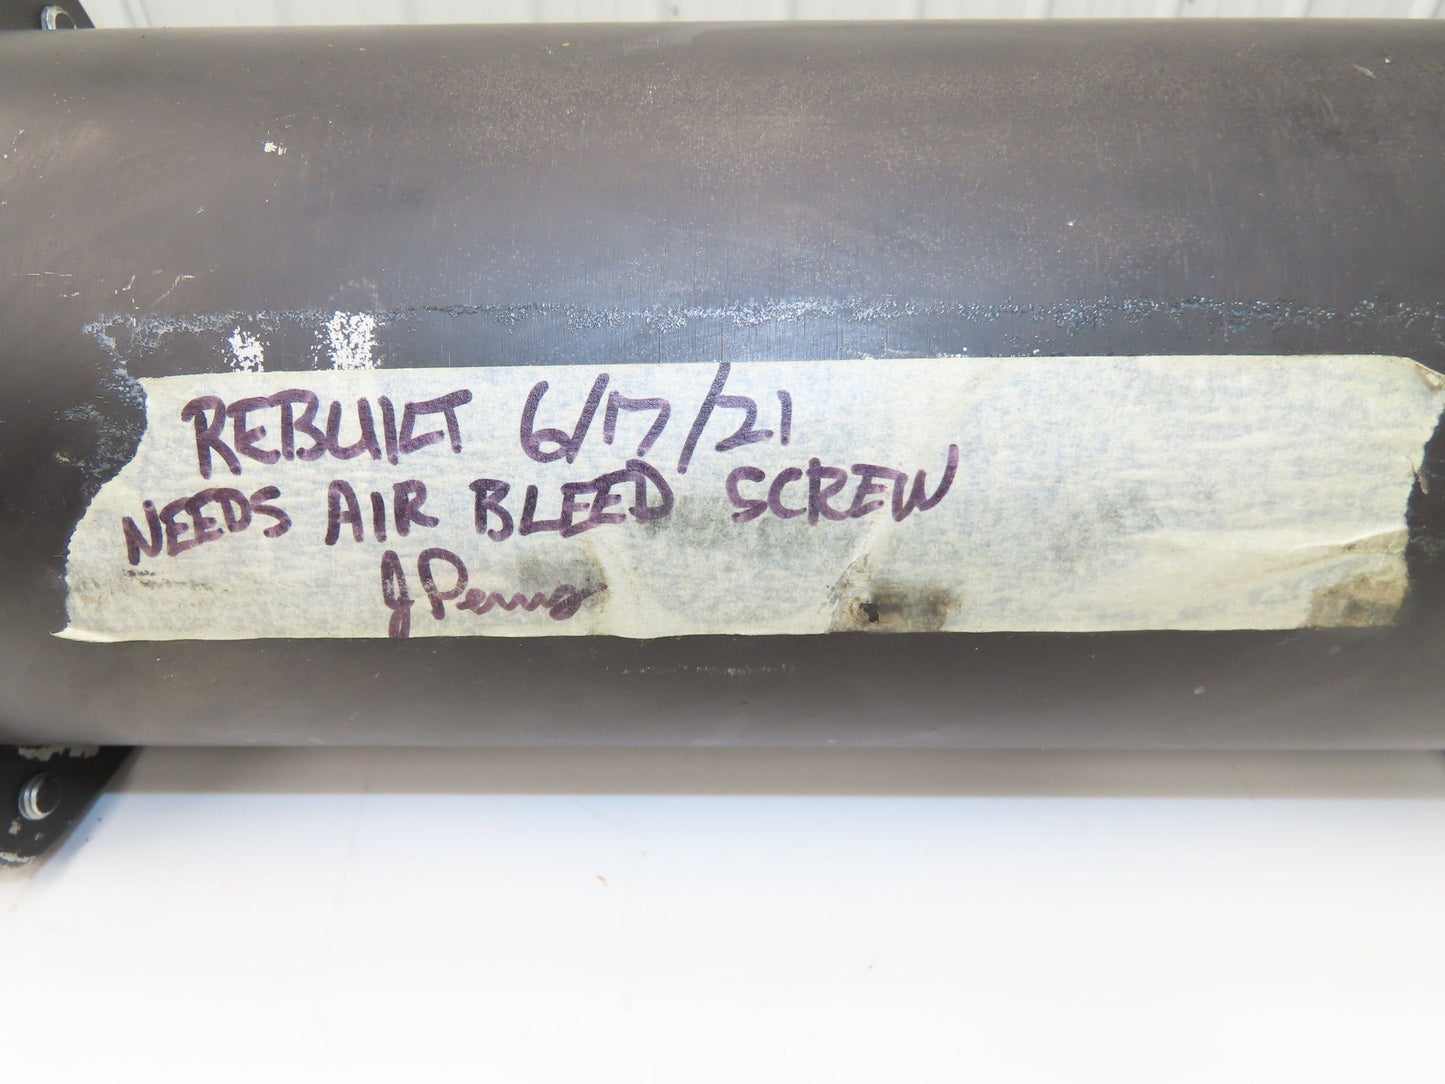 REBUILT 6/17/21
NEEDS AIR BLEED SCREW
J